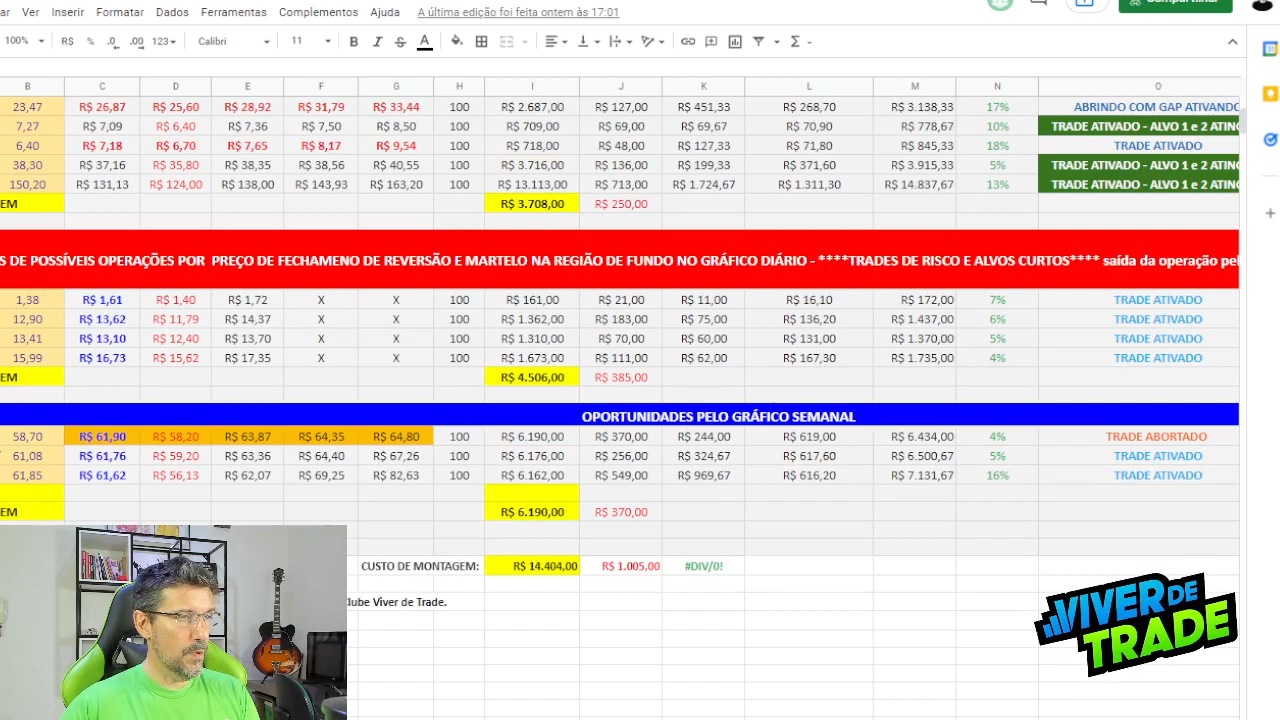 ar Ver Inserir Formatar Dados Ferramentas Complementos Ajuda A última edição foi feita ontem às 17:01
100% R$ % .0 .00 123 Calibri 11 B I S A
B C D E F G H I J K L M N O
23,47 R$ 26,87 R$ 25,60 R$ 28,92 R$ 31,79 R$ 33,44 100 R$ 2.687,00 R$ 127,00 R$ 451,33 R$ 268,70 R$ 3.138,33 17% ABRINDO COM GAP ATIVANDO
7,27 R$ 7,09 R$ 6,40 R$ 7,36 R$ 7,50 R$ 8,50 100 R$ 709,00 R$ 69,00 R$ 69,67 R$ 70,90 R$ 778,67 10% TRADE ATIVADO - ALVO 1 e 2 ATING
6,40 R$ 7,18 R$ 6,70 R$ 7,65 R$ 8,17 R$ 9,54 100 R$ 718,00 R$ 48,00 R$ 127,33 R$ 71,80 R$ 845,33 18% TRADE ATIVADO
38,30 R$ 37,16 R$ 35,80 R$ 38,35 R$ 38,56 R$ 40,55 100 R$ 3.716,00 R$ 136,00 R$ 199,33 R$ 371,60 R$ 3.915,33 5% TRADE ATIVADO - ALVO 1 e 2 ATING
150,20 R$ 131,13 R$ 124,00 R$ 138,00 R$ 143,93 R$ 163,20 100 R$ 13.113,00 R$ 713,00 R$ 1.724,67 R$ 1.311,30 R$ 14.837,67 13% TRADE ATIVADO - ALVO 1 e 2 ATING
EM R$ 3.708,00 R$ 250,00
S DE POSSÍVEIS OPERAÇÕES POR PREÇO DE FECHAMENO DE REVERSÃO E MARTELO NA REGIÃO DE FUNDO NO GRÁFICO DIÁRIO - ****TRADES DE RISCO E ALVOS CURTOS**** saída da operação pel
1,38 R$ 1,61 R$ 1,40 R$ 1,72 X X 100 R$ 161,00 R$ 21,00 R$ 11,00 R$ 16,10 R$ 172,00 7% TRADE ATIVADO
12,90 R$ 13,62 R$ 11,79 R$ 14,37 X X 100 R$ 1.362,00 R$ 183,00 R$ 75,00 R$ 136,20 R$ 1.437,00 6% TRADE ATIVADO
13,41 R$ 13,10 R$ 12,40 R$ 13,70 X X 100 R$ 1.310,00 R$ 70,00 R$ 60,00 R$ 131,00 R$ 1.370,00 5% TRADE ATIVADO
15,99 R$ 16,73 R$ 15,62 R$ 17,35 X X 100 R$ 1.673,00 R$ 111,00 R$ 62,00 R$ 167,30 R$ 1.735,00 4% TRADE ATIVADO
EM R$ 4.506,00 R$ 385,00
OPORTUNIDADES PELO GRÁFICO SEMANAL
58,70 R$ 61,90 R$ 58,20 R$ 63,87 R$ 64,35 R$ 64,80 100 R$ 6.190,00 R$ 370,00 R$ 244,00 R$ 619,00 R$ 6.434,00 4% TRADE ABORTADO
61,08 R$ 61,76 R$ 59,20 R$ 63,36 R$ 64,40 R$ 67,26 100 R$ 6.176,00 R$ 256,00 R$ 324,67 R$ 617,60 R$ 6.500,67 5% TRADE ATIVADO
61,85 R$ 61,62 R$ 56,13 R$ 62,07 R$ 69,25 R$ 82,63 100 R$ 6.162,00 R$ 549,00 R$ 969,67 R$ 616,20 R$ 7.131,67 16% TRADE ATIVADO
EM R$ 6.190,00 R$ 370,00
CUSTO DE MONTAGEM: R$ 14.404,00 R$ 1.005,00 #DIV/0!
Clube Viver de Trade.
VIVER DE
TRADE